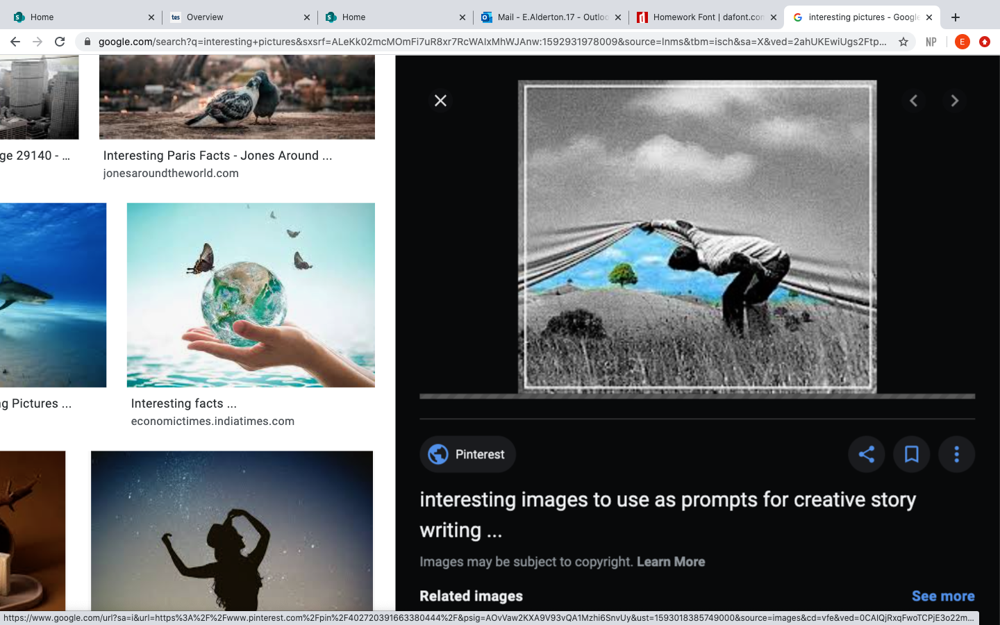 Home
tes Overview
Home
Mail - E.Alderton.17 - Outloo
Homework Font | dafont.com
interesting pictures - Google
google.com/search?q=interesting+pictures&sxsrf=ALeKk02mcMOmFi7uR8xr7RcWAlxMhWJAnw:1592931978009&source=lnms&tbm=isch&sa=X&ved=2ahUKEwiUgs2Ftp...
NP
E
ge 29140 - ...
Interesting Paris Facts - Jones Around ...
jonesaroundtheworld.com
g Pictures ...
Interesting facts ...
economictimes.indiatimes.com
Pinterest
interesting images to use as prompts for creative story
writing ...
Images may be subject to copyright. Learn More
Related images
See more
https://www.google.com/url?sa=i&url=https%3A%2F%2Fwww.pinterest.com%2Fpin%2F402720391663380444%2F&psig=AOvVaw2KXA9V93vQA1Mzhi6SnvUy&ust=1593018385749000&source=images&cd=vfe&ved=0CAIQjRxqFwoTCPjE3o22m...